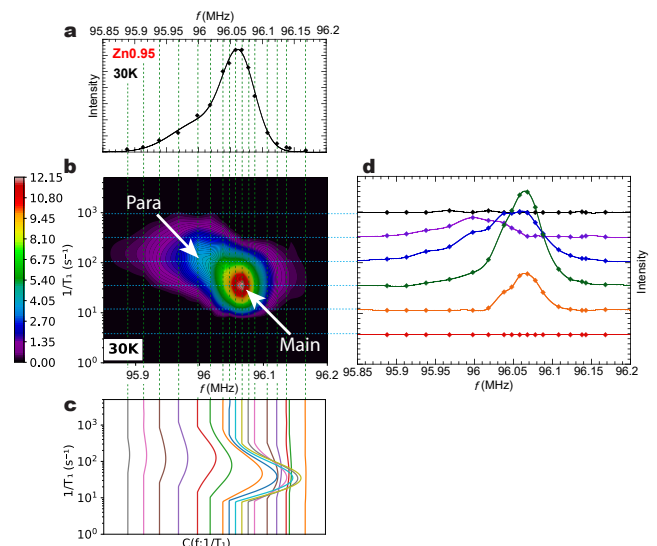 f (MHz)
95.85 95.9 95.95 96 96.05 96.1 96.15 96.2
a
Zn0.95
30K
Intensity
b
12.15
10.80
9.45
8.10
6.75
5.40
4.05
2.70
1.35
0.00
1/T₁ (s⁻¹)
10³
10²
10¹
10⁰
Para
Main
30K
95.9 96 96.1 96.2
f (MHz)
d
Intensity
95.85 95.9 95.95 96 96.05 96.1 96.15 96.2
f (MHz)
c
1/T₁ (s⁻¹)
10³
10²
10¹
10⁰
C(f:1/T₁)